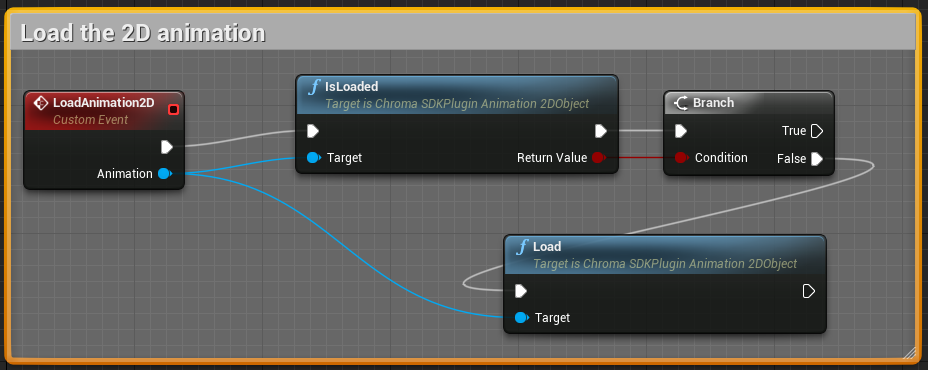 Load the 2D animation
LoadAnimation2D
Custom Event
Animation
f IsLoaded
Target is Chroma SDKPlugin Animation 2DObject
Target
Return Value
Branch
True
Condition
False
f Load
Target is Chroma SDKPlugin Animation 2DObject
Target